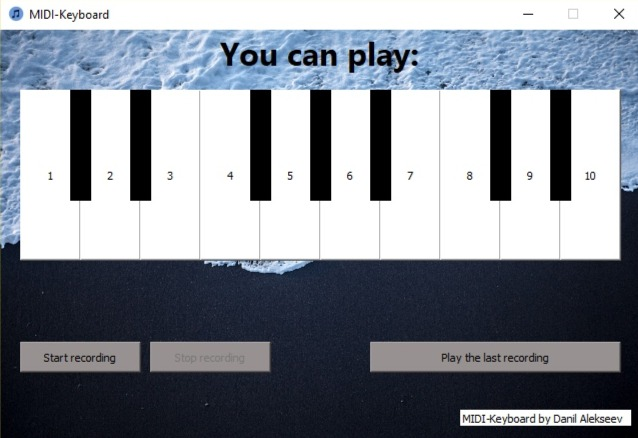 MIDI-Keyboard
You can play:
1 2 3 4 5 6 7 8 9 10
Start recording Stop recording Play the last recording
MIDI-Keyboard by Danil Alekseev